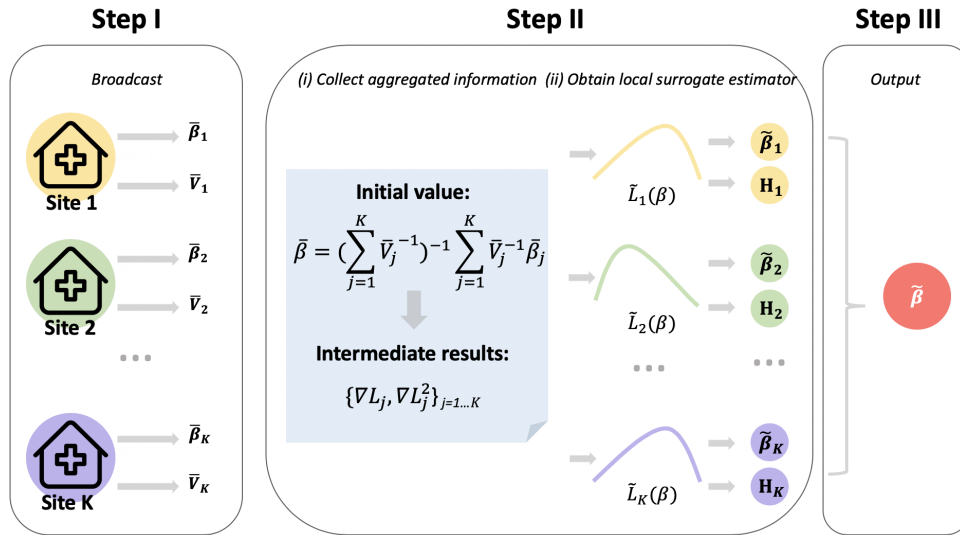 Step I
Broadcast
β̄₁
V̄₁
Site 1
β̄₂
V̄₂
Site 2
...
β̄_K
V̄_K
Site K
Step II
(i) Collect aggregated information
(ii) Obtain local surrogate estimator
Initial value:
β̄ = (∑_{j=1}^{K} V̄_j⁻¹)⁻¹ ∑_{j=1}^{K} V̄_j⁻¹ β̄_j
Intermediate results:
{∇L_j, ∇L_j²}_{j=1...K}
L̃₁(β)
β̃₁
H₁
L̃₂(β)
β̃₂
H₂
... ...
L̃_K(β)
β̃_K
H_K
Step III
Output
β̃